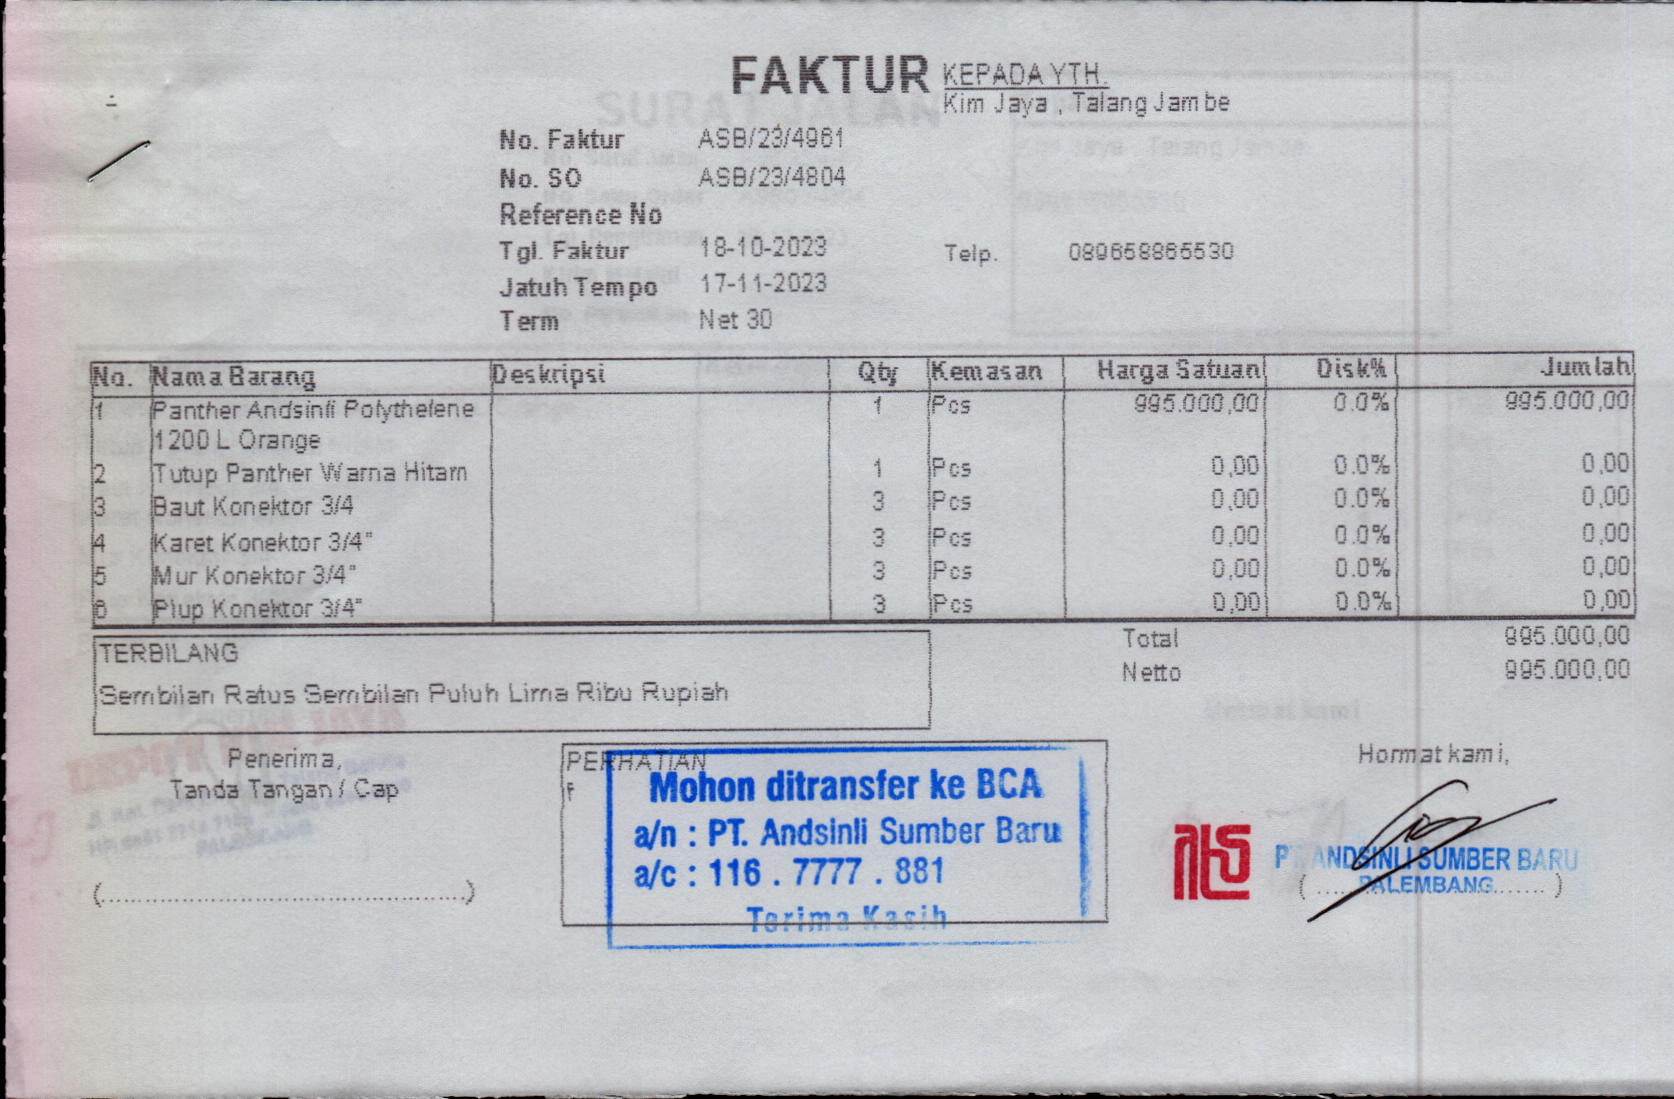 FAKTUR
KEPADA YTH.
Kim Jaya , Talang Jambe
No. Faktur ASB/23/4961
No. SO ASB/23/4804
Reference No
Tgl. Faktur 18-10-2023 Telp. 089658865530
Jatuh Tempo 17-11-2023
Term Net 30
No. Nama Barang Deskripsi Qty Kemasan Harga Satuan Disk% Jumlah
1 Panther Andsinli Polythelene 1 Pcs 995.000,00 0.0% 995.000,00
1200 L Orange
2 Tutup Panther Warna Hitam 1 Pcs 0,00 0.0% 0,00
3 Baut Konektor 3/4 3 Pcs 0,00 0.0% 0,00
4 Karet Konektor 3/4" 3 Pcs 0,00 0.0% 0,00
5 Mur Konektor 3/4" 3 Pcs 0,00 0.0% 0,00
6 Plup Konektor 3/4" 3 Pcs 0,00 0.0% 0,00
Total 995.000,00
Netto 995.000,00
TERBILANG
Sembilan Ratus Sembilan Puluh Lima Ribu Rupiah
Penerima,
Tanda Tangan / Cap
(.................................................)
PERHATIAN
Mohon ditransfer ke BCA
a/n : PT. Andsinli Sumber Baru
a/c : 116 . 7777 . 881
Terima Kasih
Hormat kami,
PT ANDSINLI SUMBER BARU
PALEMBANG